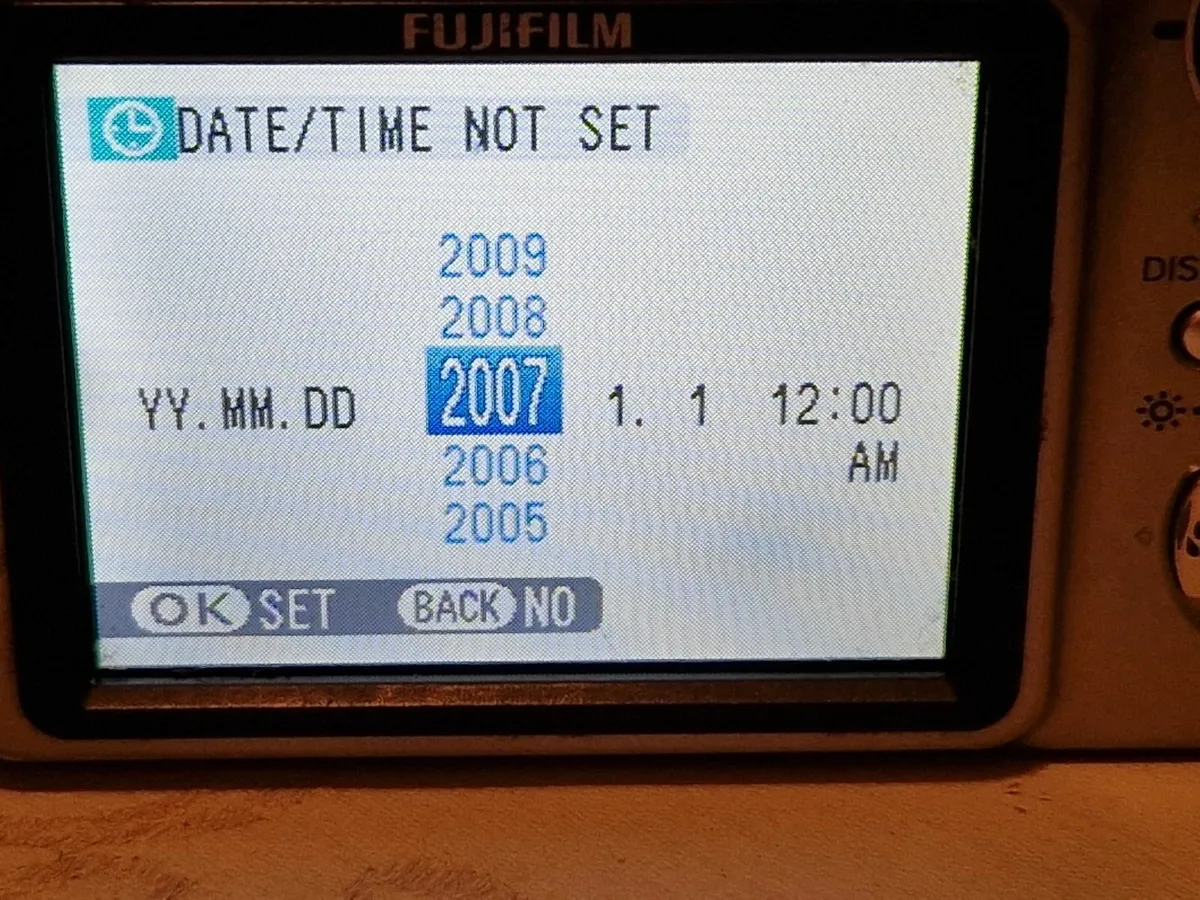 FUJIFILM
DATE/TIME NOT SET
2009
2008
YY.MM.DD 2007 1. 1 12:00
2006 AM
2005
OK SET BACK NO
DIS